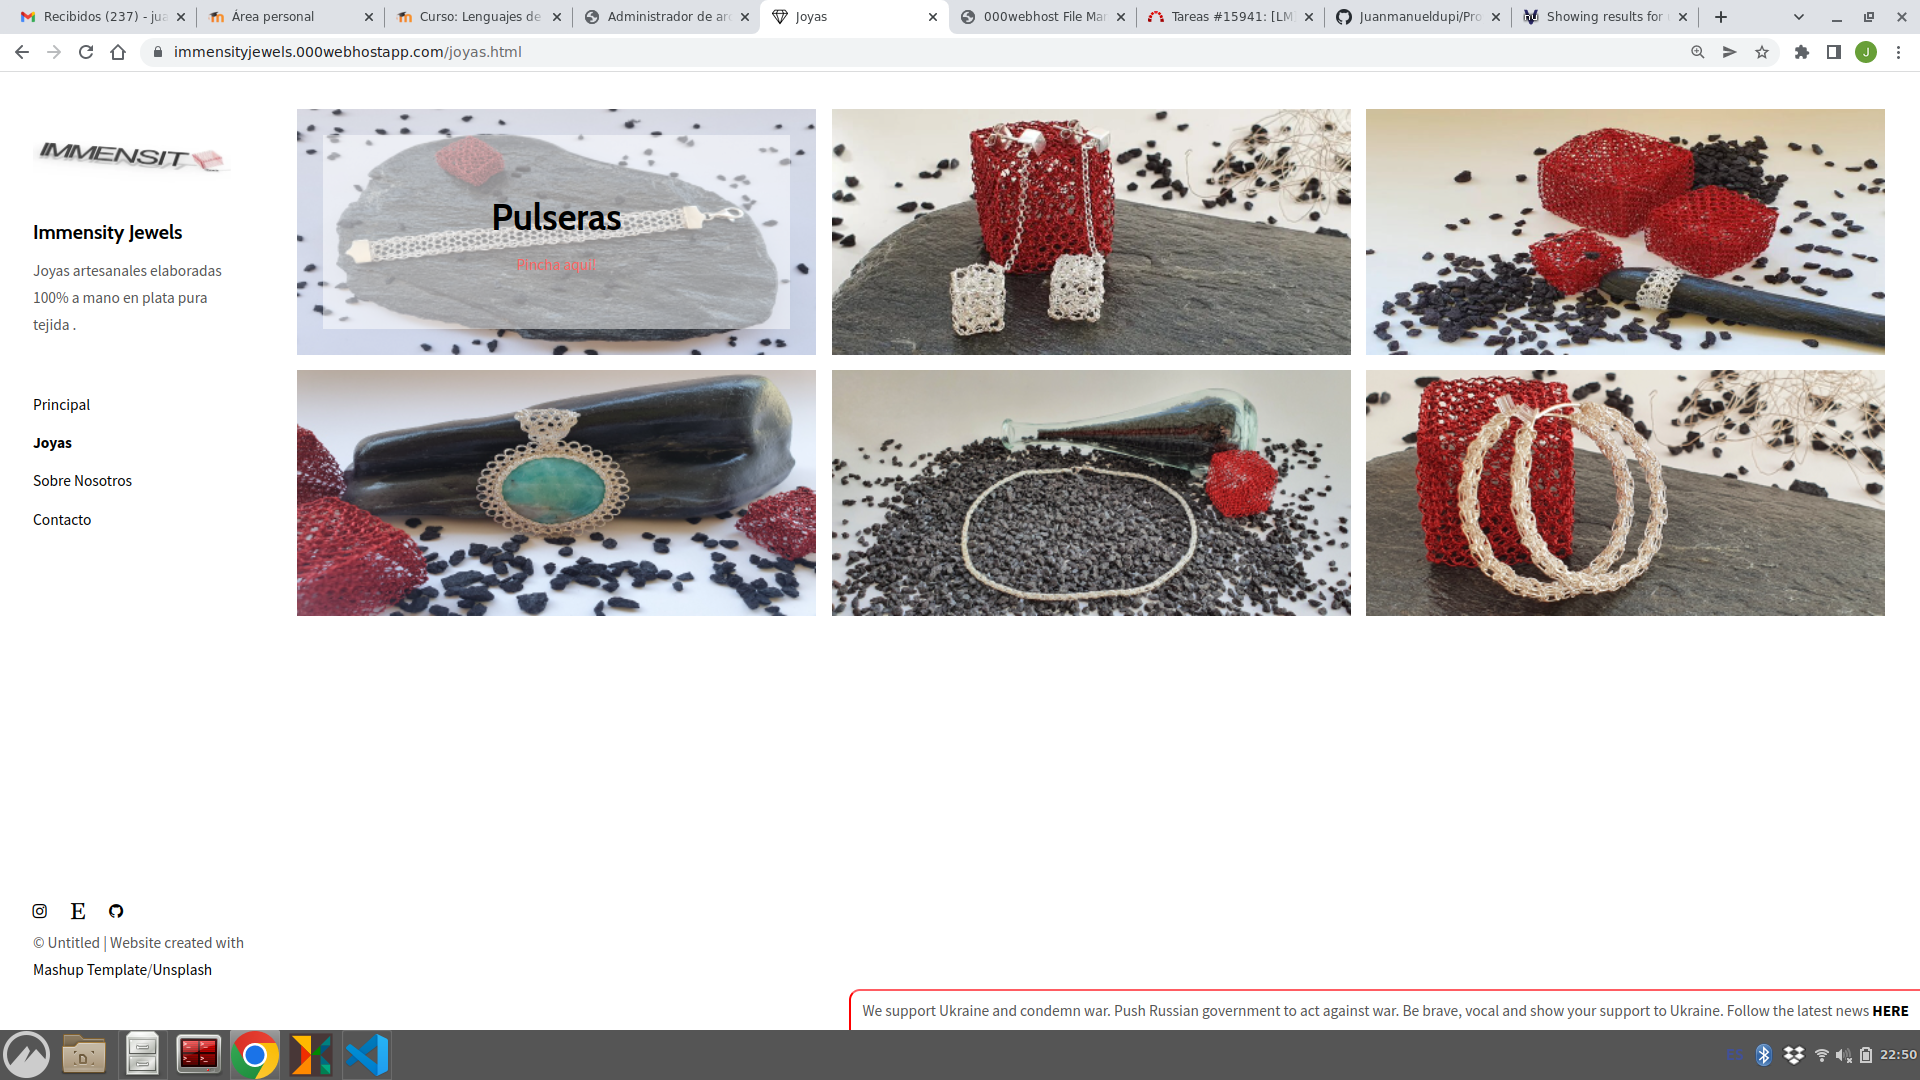 Recibidos (237) - jua
Área personal
Curso: Lenguajes de
Administrador de arc
Joyas
000webhost File Man
Tareas #15941: [LM
Juanmanueldupi/Pro
Showing results for
immensityjewels.000webhostapp.com/joyas.html
J
IMMENSIT
Immensity Jewels
Joyas artesanales elaboradas
100% a mano en plata pura
tejida .
Principal
Joyas
Sobre Nosotros
Contacto
Pulseras
Pincha aqui!
© Untitled | Website created with
Mashup Template/Unsplash
We support Ukraine and condemn war. Push Russian government to act against war. Be brave, vocal and show your support to Ukraine. Follow the latest news HERE
ES
22:50